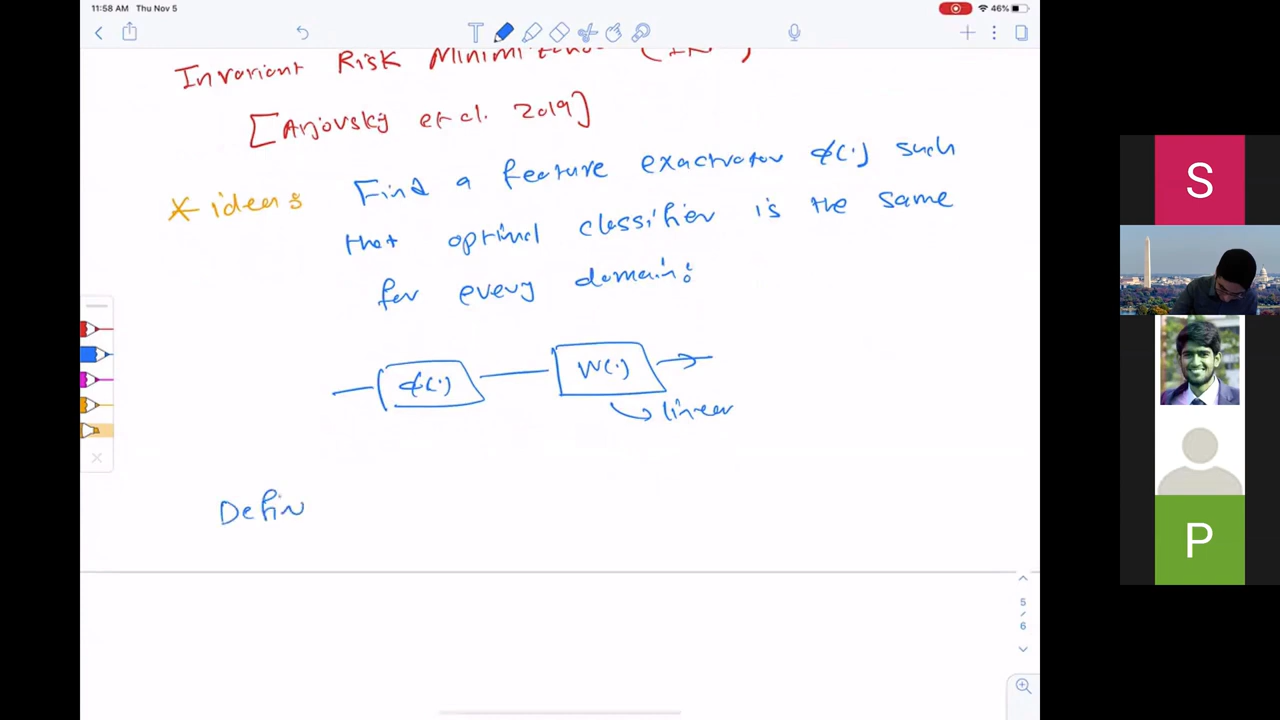 11:58 AM Thu Nov 5
46%
Invariant Risk
[Arjovsky et al. 2019]
* idea: Find a feature exactrator ϕ(.) such
that optimal classifier is the same
for every domain:
ϕ(.) W(.)
linear
Defin
5
/
6
S
P